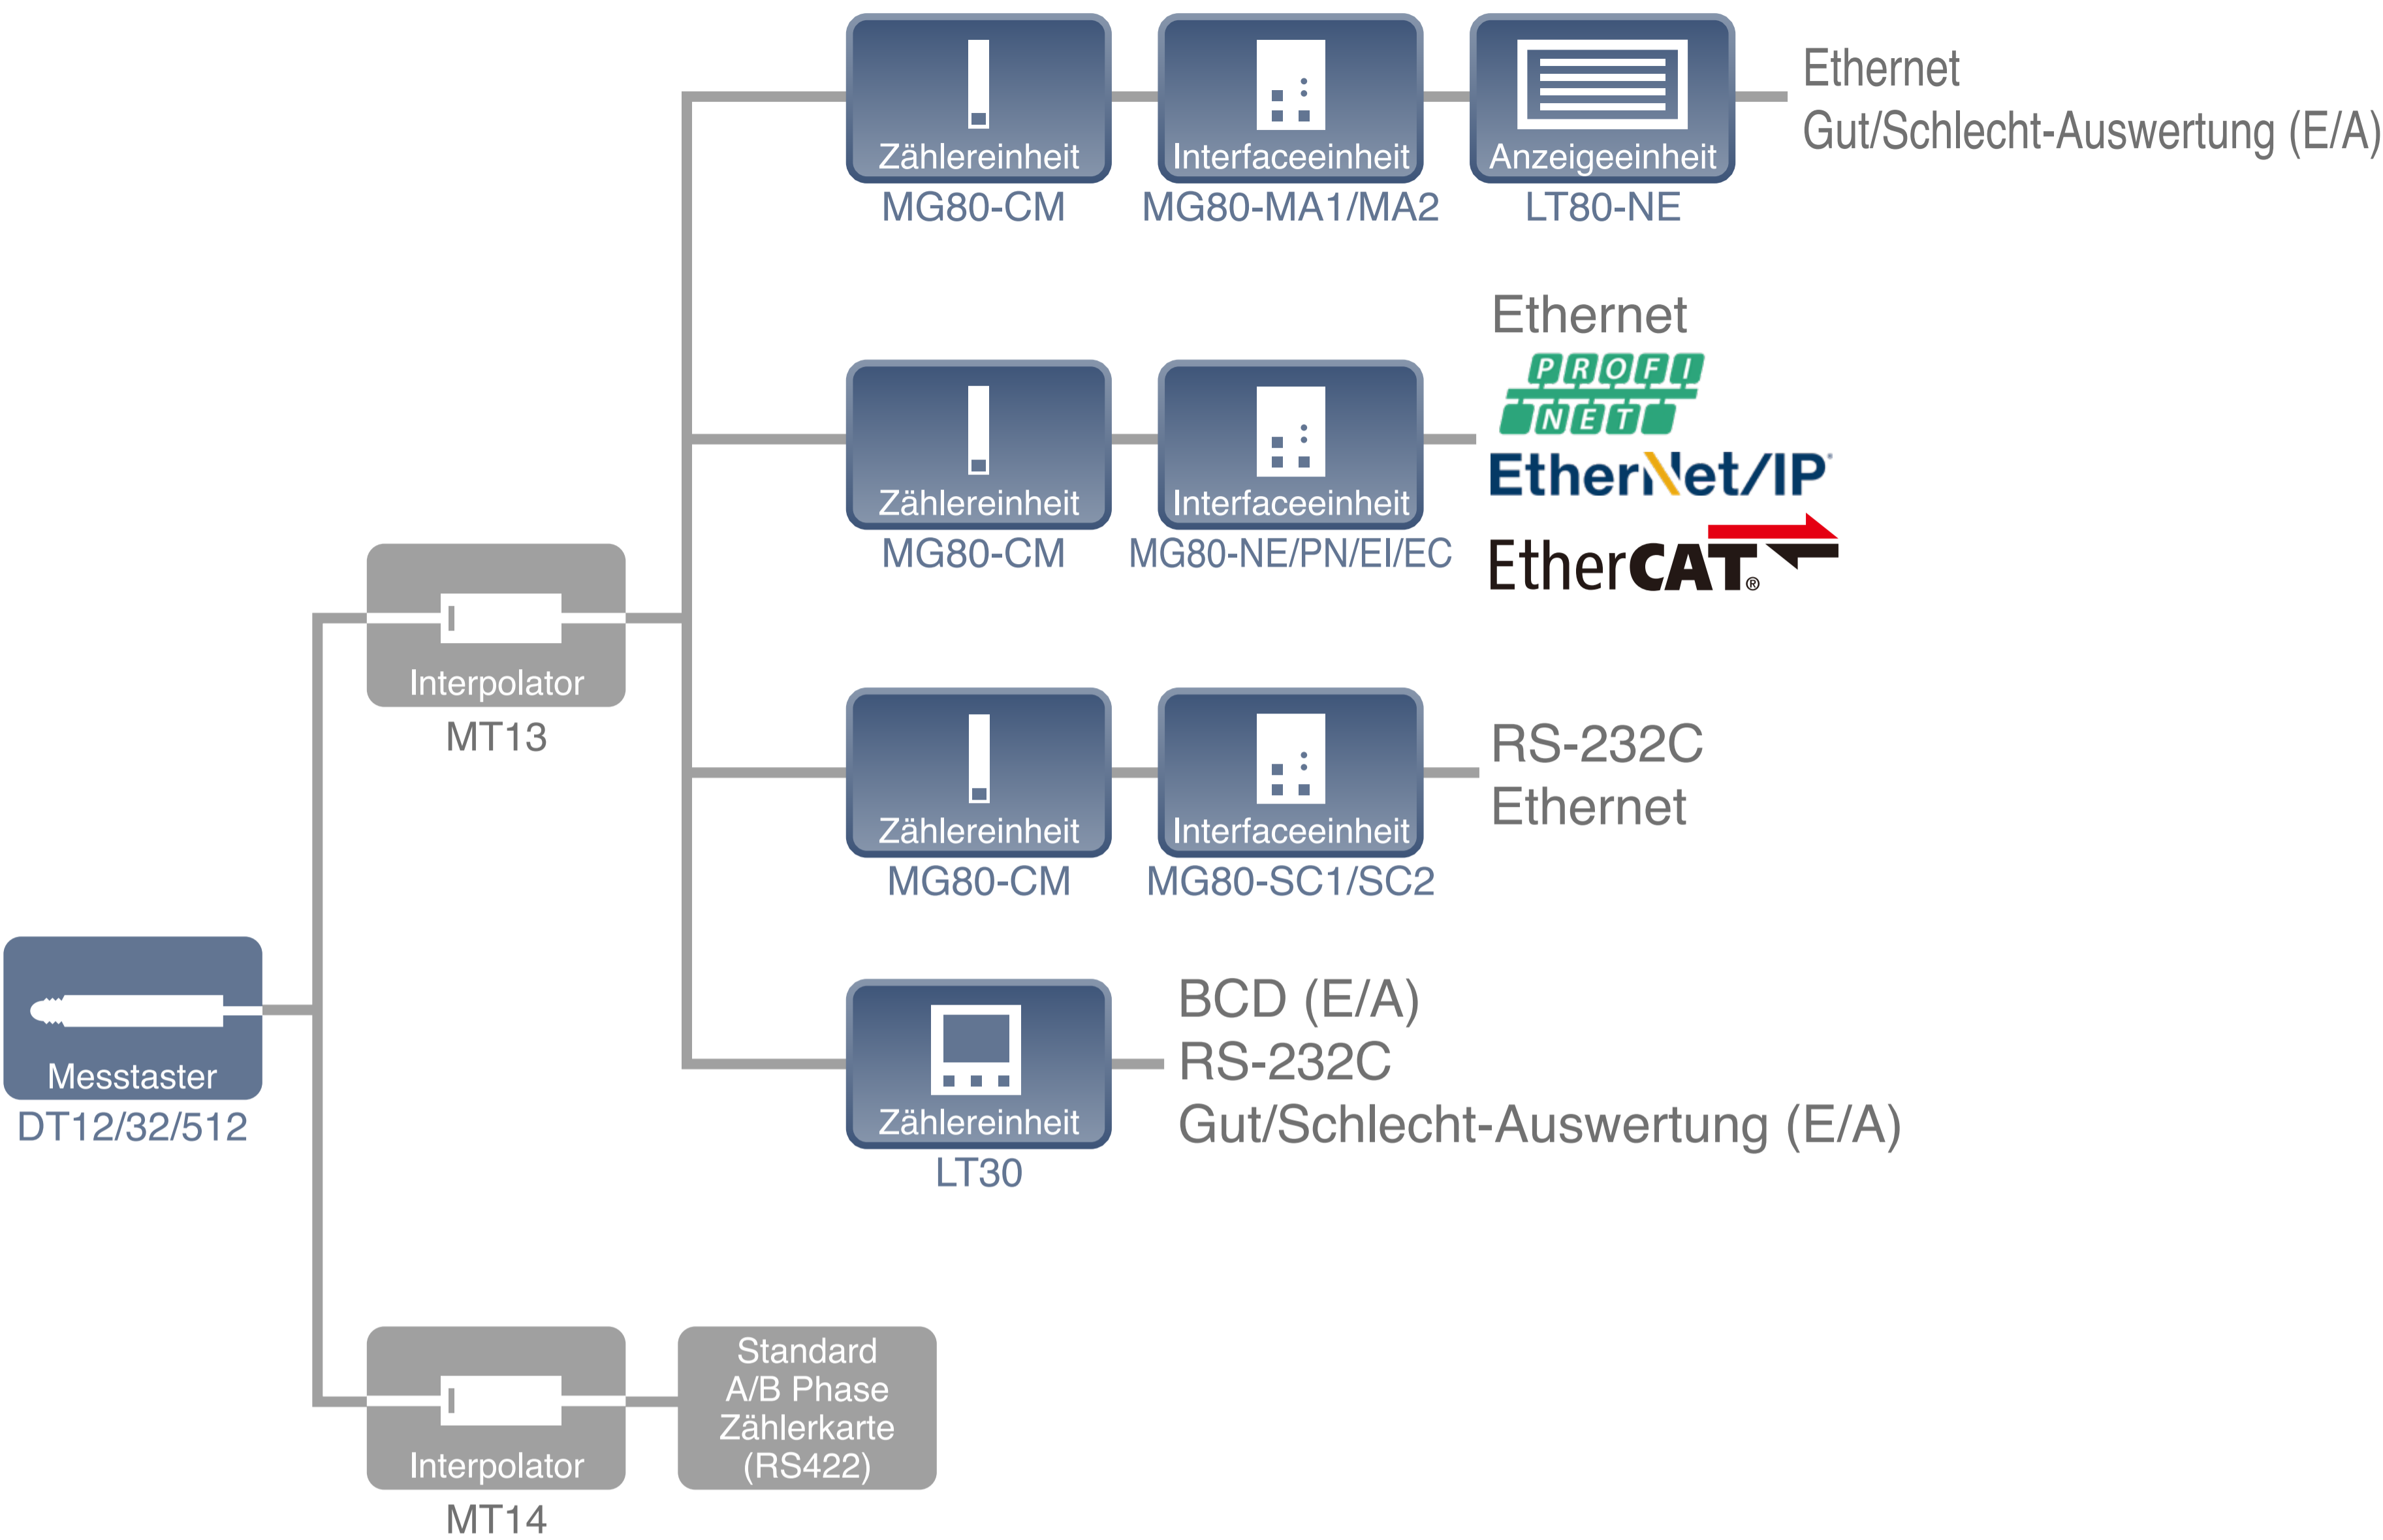 Zählereinheit
MG80-CM
Interfaceeinheit
MG80-MA1/MA2
Anzeigeeinheit
LT80-NE
Ethernet
Gut/Schlecht-Auswertung (E/A)
Zählereinheit
MG80-CM
Interfaceeinheit
MG80-NE/PN/EI/EC
Ethernet
PROFI
NET
EtherNet/IP®
EtherCAT®
Interpolator
MT13
Zählereinheit
MG80-CM
Interfaceeinheit
MG80-SC1/SC2
RS-232C
Ethernet
Messtaster
DT12/32/512
Zählereinheit
LT30
BCD (E/A)
RS-232C
Gut/Schlecht-Auswertung (E/A)
Interpolator
MT14
Standard
A/B Phase
Zählerkarte
(RS422)